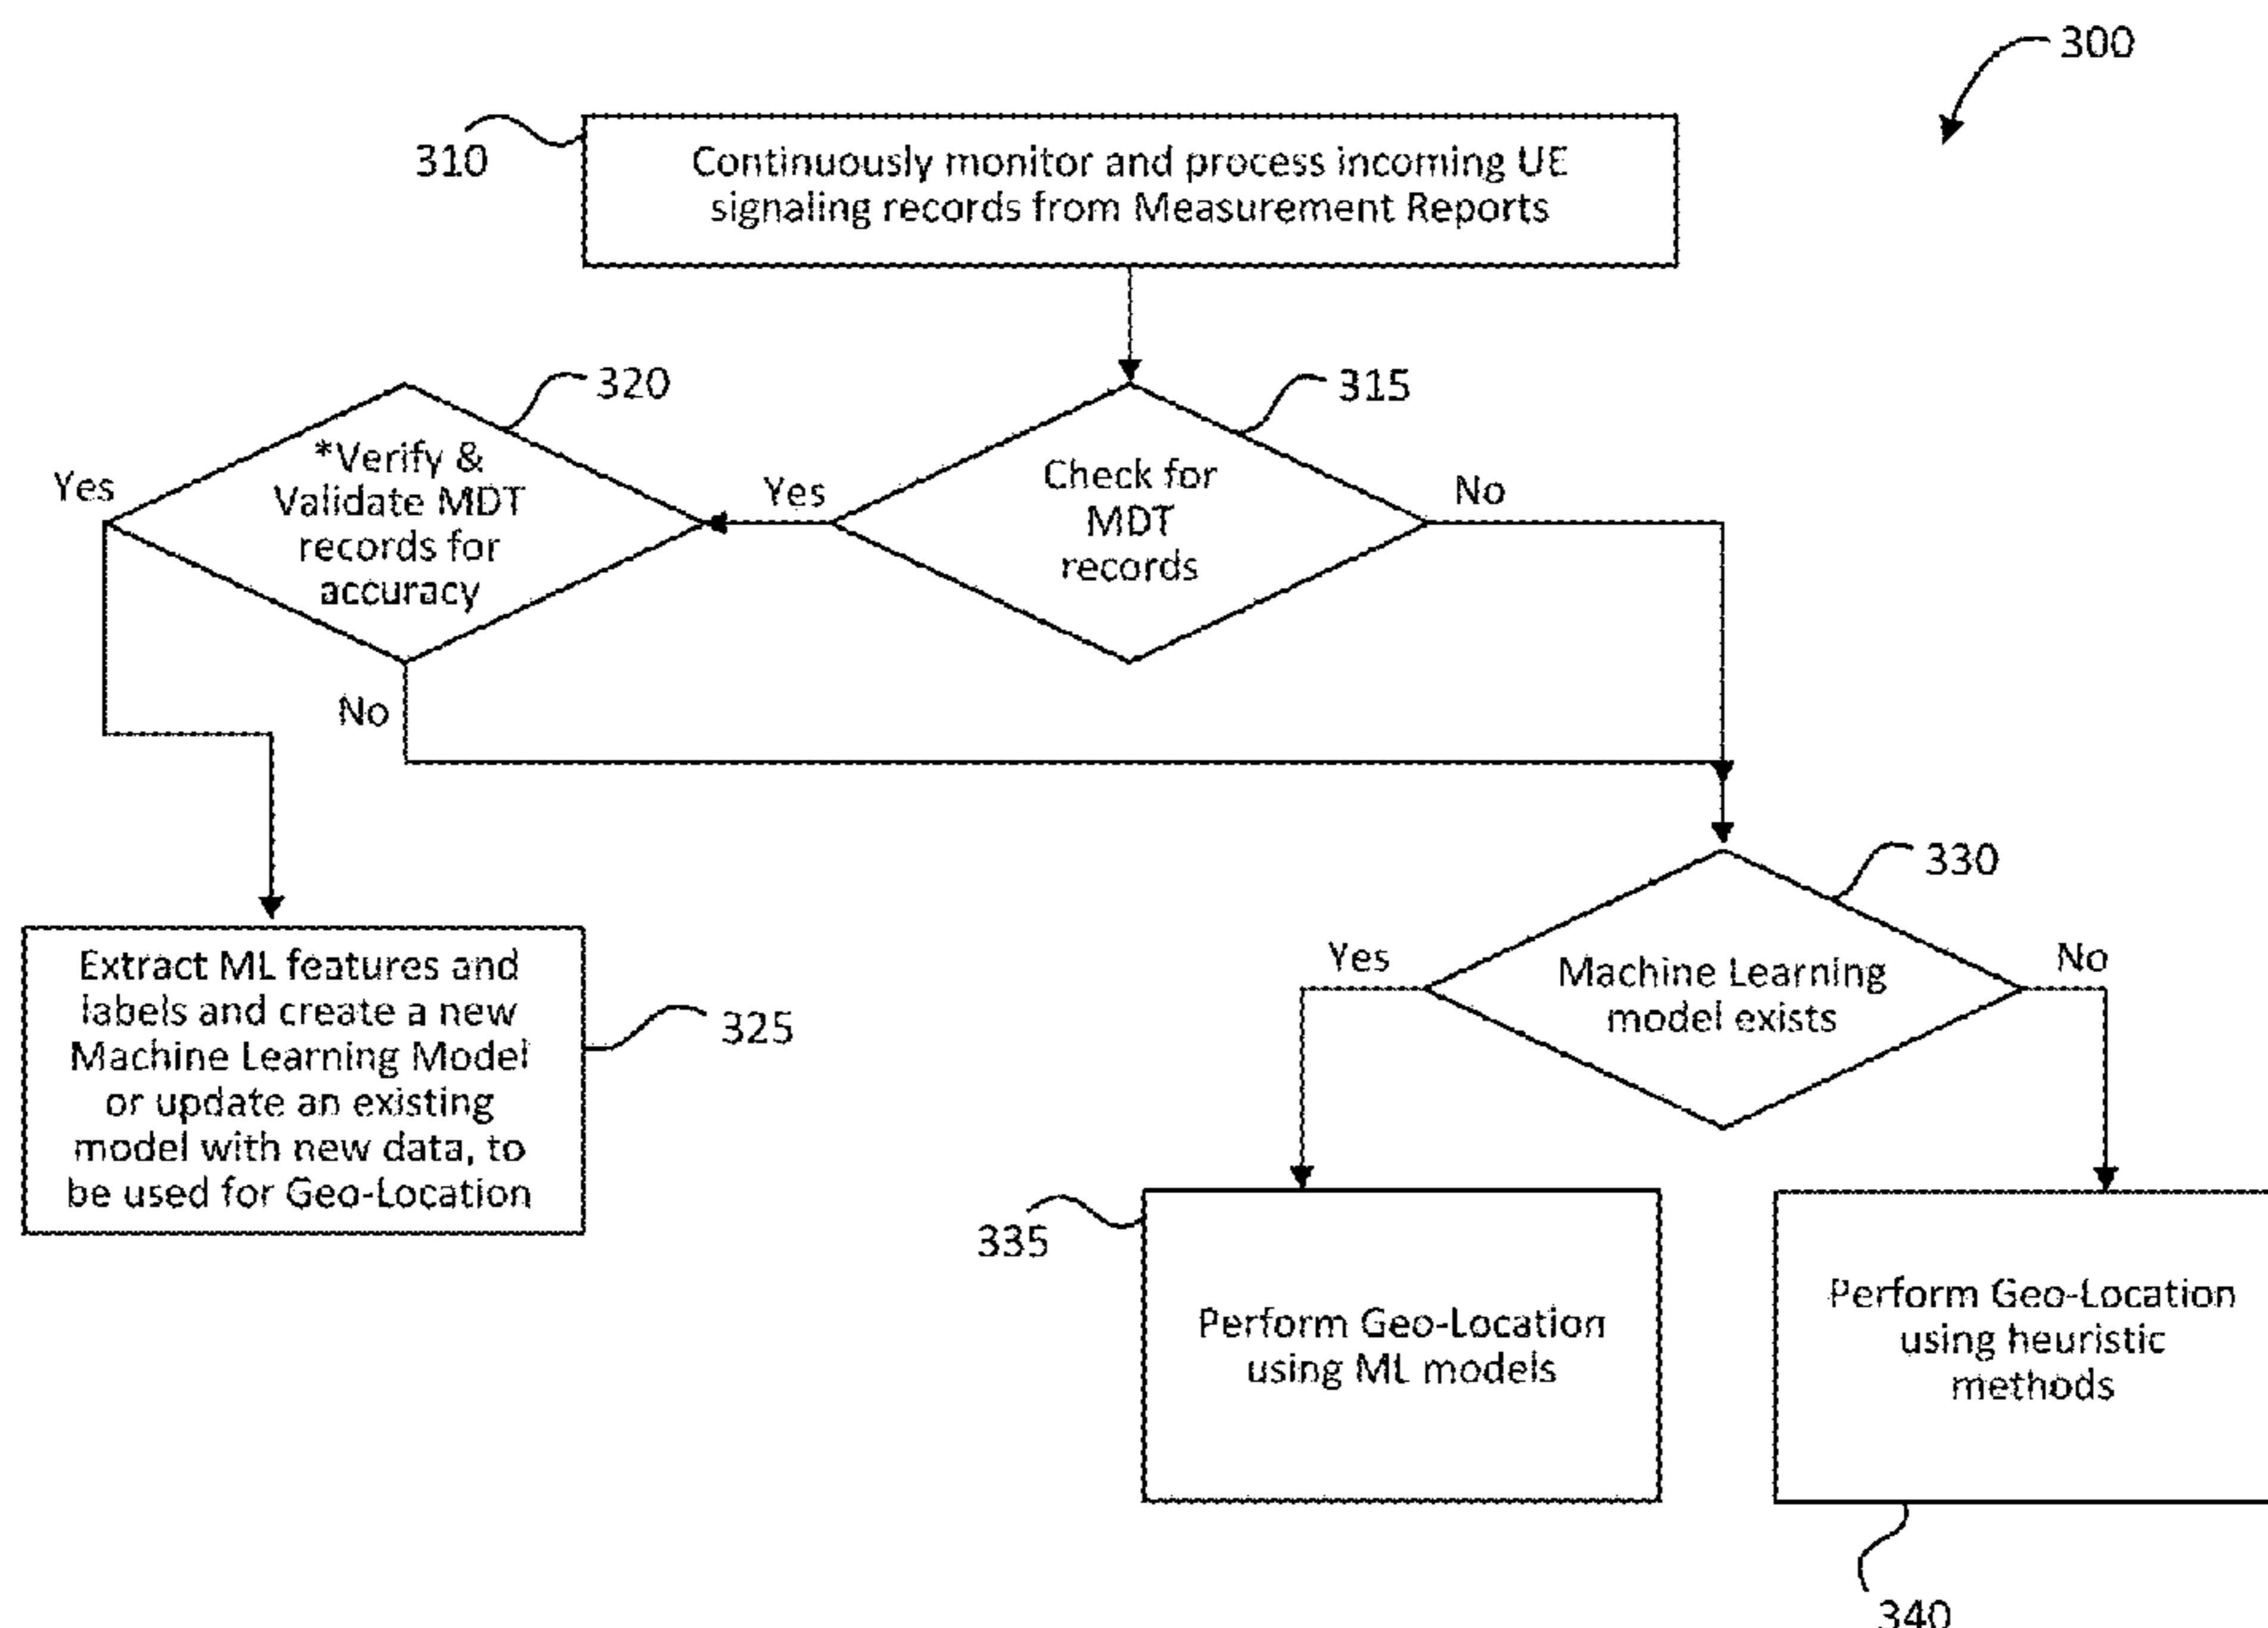 300
310
Continuously monitor and process incoming UE
signaling records from Measurement Reports
320
315
*Verify &
Validate MDT
records for
accuracy
Yes
Yes
Check for
MDT
records
No
No
330
Extract ML features and
labels and create a new
Machine Learning Model
or update an existing
model with new data, to
be used for Geo-Location
325
Yes
Machine Learning
model exists
No
335
Perform Geo-Location
using ML models
Perform Geo-Location
using heuristic
methods
340